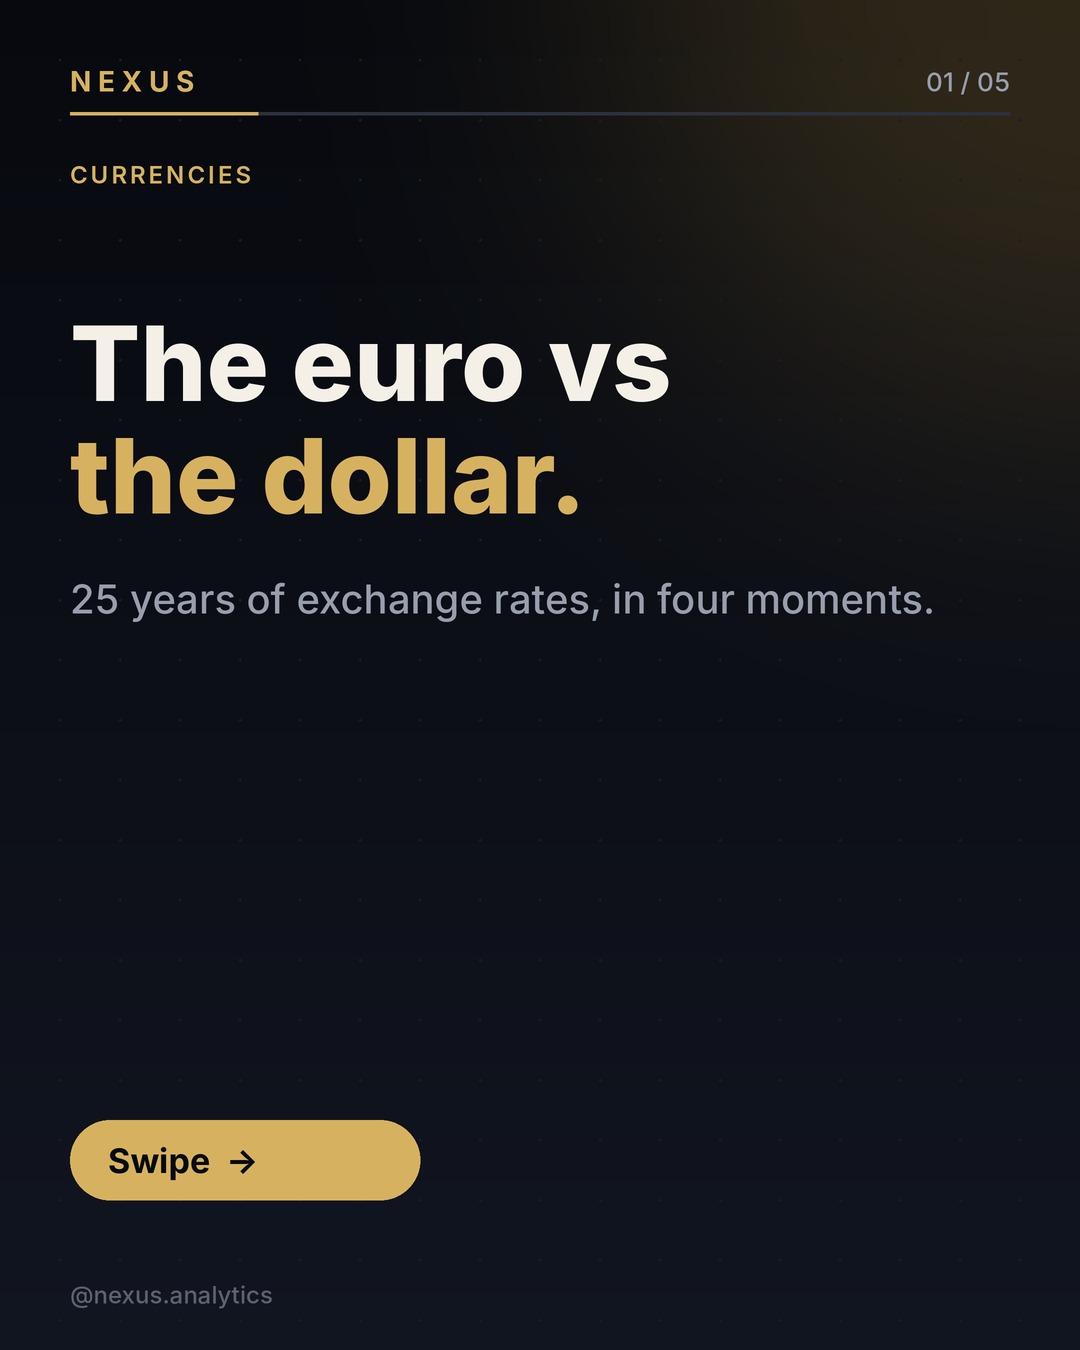 NEXUS
01 / 05
CURRENCIES
The euro vs
the dollar.
25 years of exchange rates, in four moments.
Swipe →
@nexus.analytics